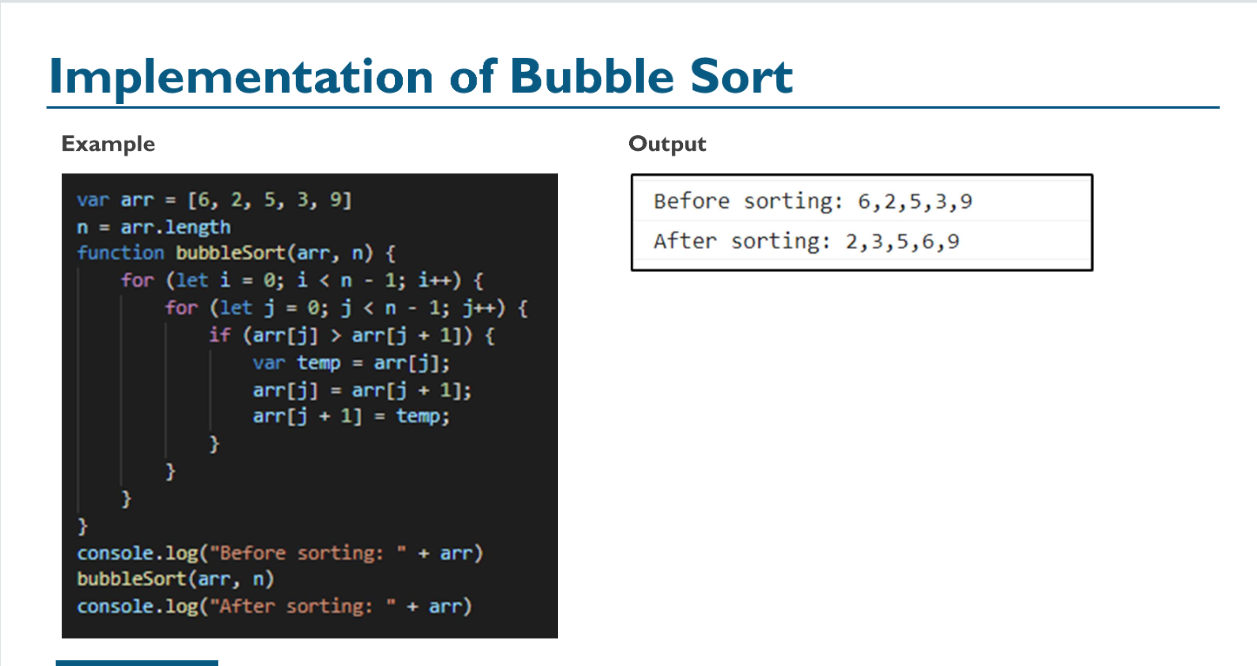 Implementation of Bubble Sort
Example
var arr = [6, 2, 5, 3, 9]
n = arr.length
function bubbleSort(arr, n) {
    for (let i = 0; i < n - 1; i++) {
        for (let j = 0; j < n - 1; j++) {
            if (arr[j] > arr[j + 1]) {
                var temp = arr[j];
                arr[j] = arr[j + 1];
                arr[j + 1] = temp;
            }
        }
    }
}
console.log("Before sorting: " + arr)
bubbleSort(arr, n)
console.log("After sorting: " + arr)
Output
Before sorting: 6,2,5,3,9
After sorting: 2,3,5,6,9